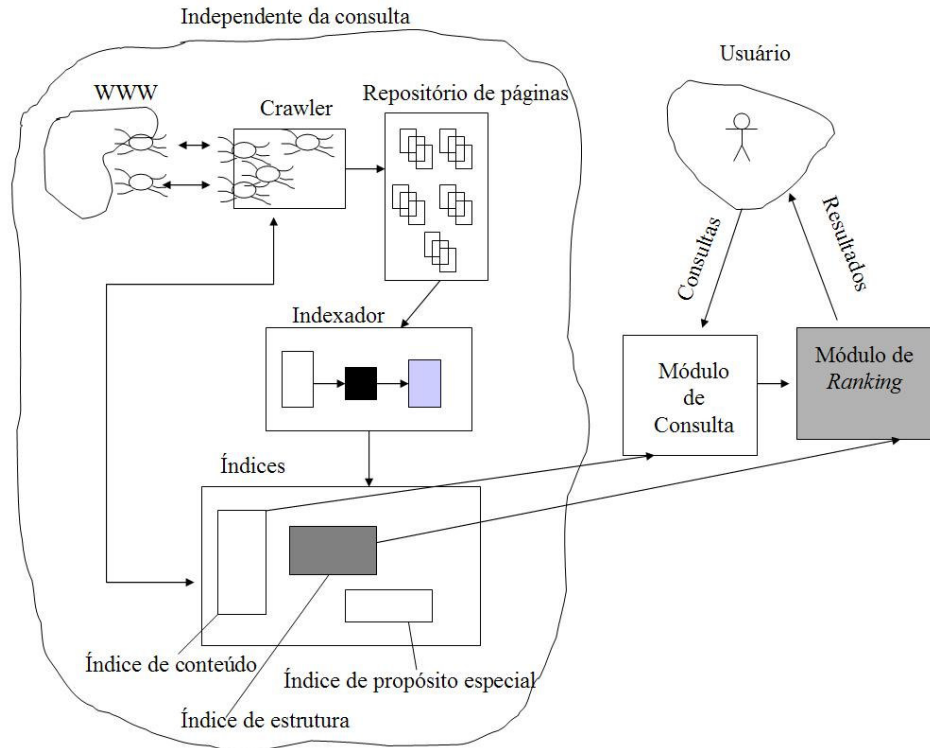 Independente da consulta
Usuário
WWW
Crawler
Repositório de páginas
Consultas
Resultados
Indexador
Módulo
de
Consulta
Módulo de
Ranking
Índices
Índice de conteúdo
Índice de propósito especial
Índice de estrutura